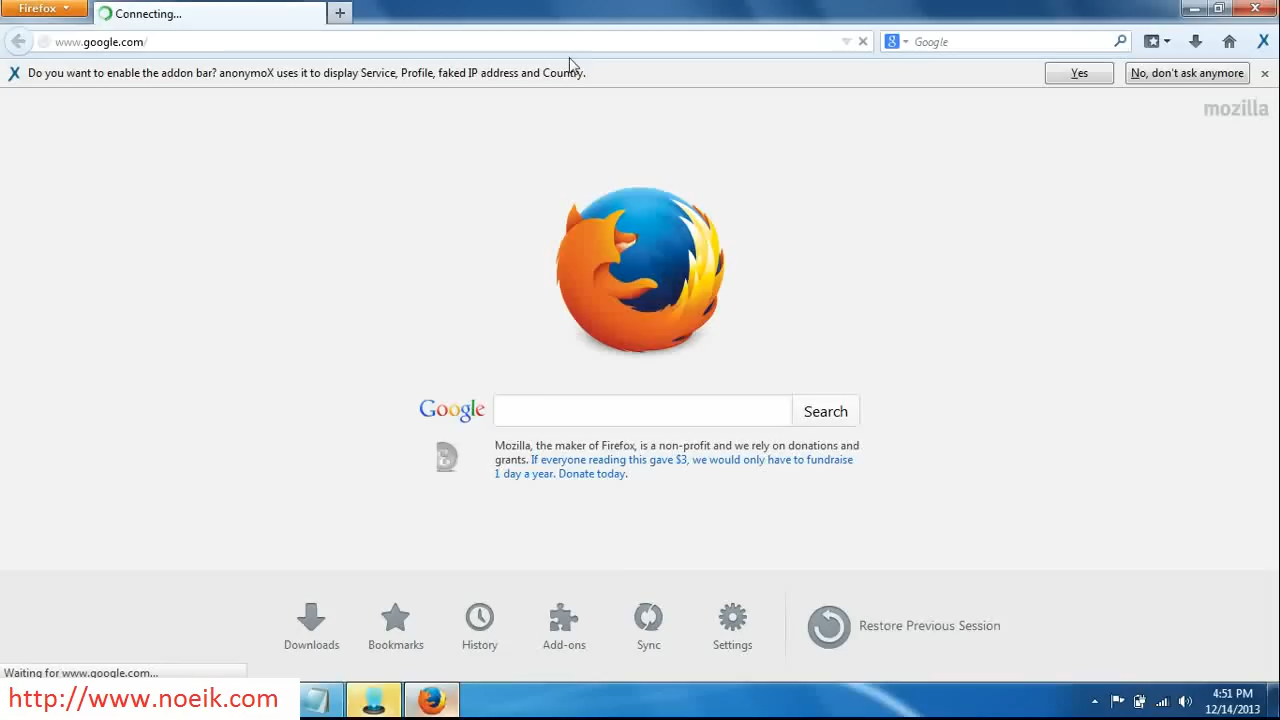 Firefox
Connecting...
www.google.com/
Google
Do you want to enable the addon bar? anonymoX uses it to display Service, Profile, faked IP address and Country.
Yes
No, don't ask anymore
mozilla
Google
Search
Mozilla, the maker of Firefox, is a non-profit and we rely on donations and
grants. If everyone reading this gave $3, we would only have to fundraise
1 day a year. Donate today.
Downloads
Bookmarks
History
Add-ons
Sync
Settings
Restore Previous Session
Waiting for www.google.com...
http://www.noeik.com
4:51 PM
12/14/2013